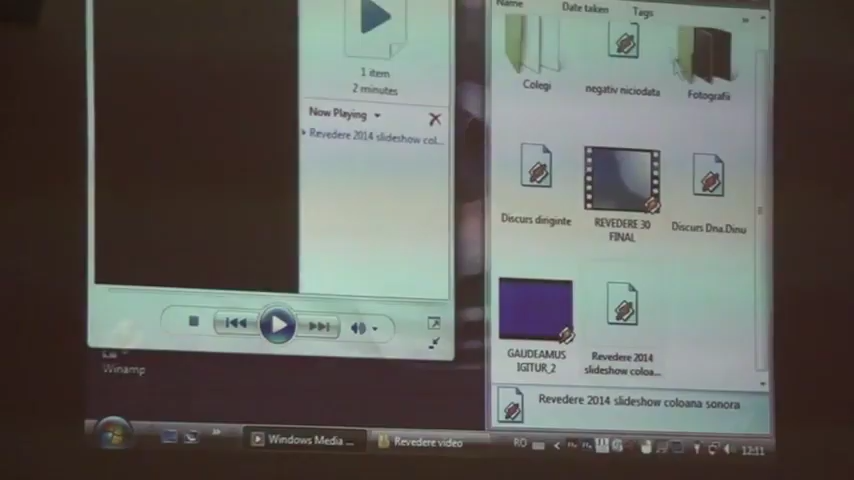 Name
Date taken
Tags
»
1 item
2 minutes
Now Playing
Revedere 2014 slideshow col...
Colegi
negativ niciodata
Fotografii
Discurs diriginte
REVEDERE 30
FINAL
Discurs Dna.Dinu
GAUDEAMUS
IGITUR_2
Revedere 2014
slideshow coloa...
Winamp
Revedere 2014 slideshow coloana sonora
»
Windows Media ...
Revedere video
RO
12:11